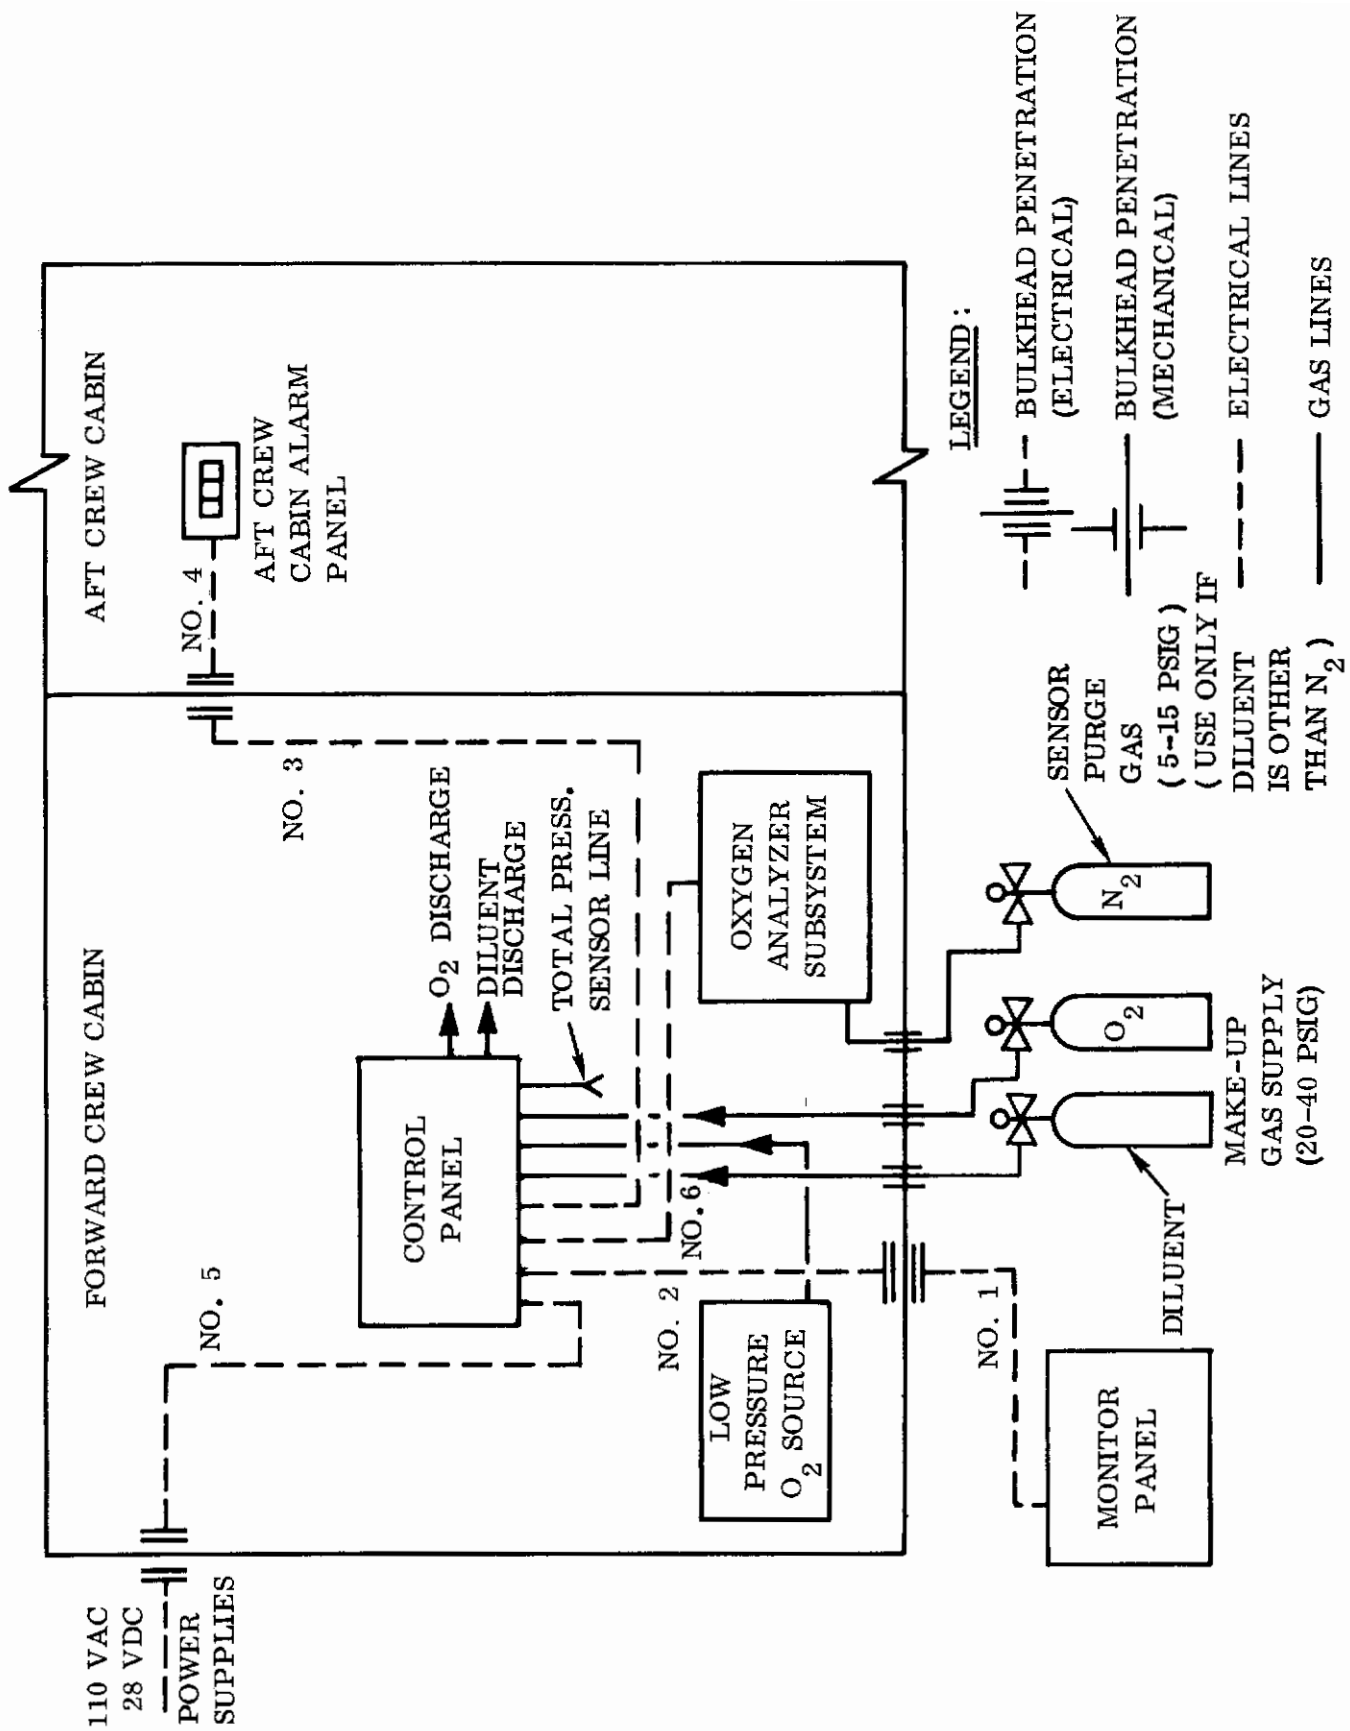 110 VAC
28 VDC
POWER
SUPPLIES
FORWARD CREW CABIN
AFT CREW CABIN
NO. 5
NO. 3
NO. 4
AFT CREW
CABIN ALARM
PANEL
CONTROL
PANEL
O2 DISCHARGE
DILUENT
DISCHARGE
TOTAL PRESS.
SENSOR LINE
NO. 2
NO. 6
LOW
PRESSURE
O2 SOURCE
OXYGEN
ANALYZER
SUBSYSTEM
NO. 1
MONITOR
PANEL
DILUENT
O2
N2
MAKE-UP
GAS SUPPLY
(20-40 PSIG)
SENSOR
PURGE
GAS
(5-15 PSIG)
(USE ONLY IF
DILUENT
IS OTHER
THAN N2)
LEGEND:
BULKHEAD PENETRATION
(ELECTRICAL)
BULKHEAD PENETRATION
(MECHANICAL)
ELECTRICAL LINES
GAS LINES